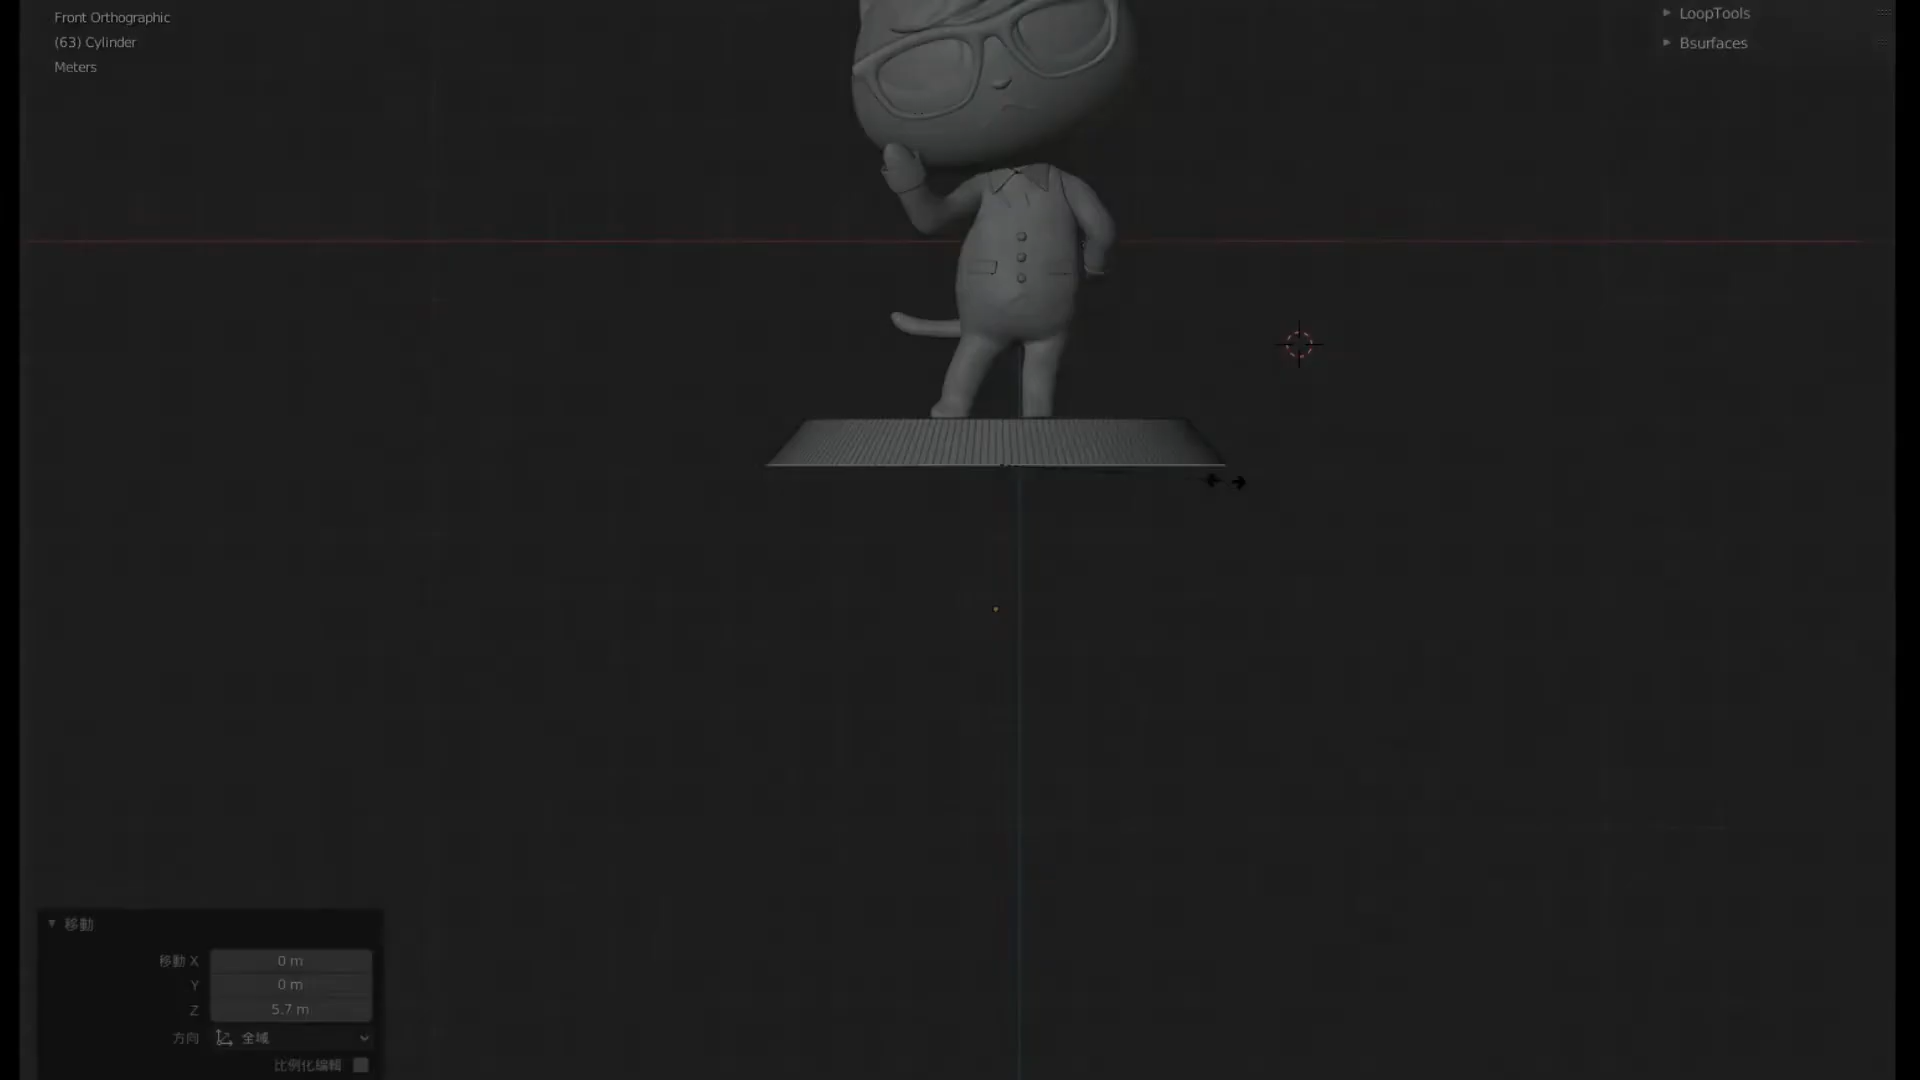 Front Orthographic
(63) Cylinder
Meters
LoopTools
Bsurfaces
移動
移動 X 0 m
Y 0 m
Z 5.7 m
方向 全域
比例化編輯